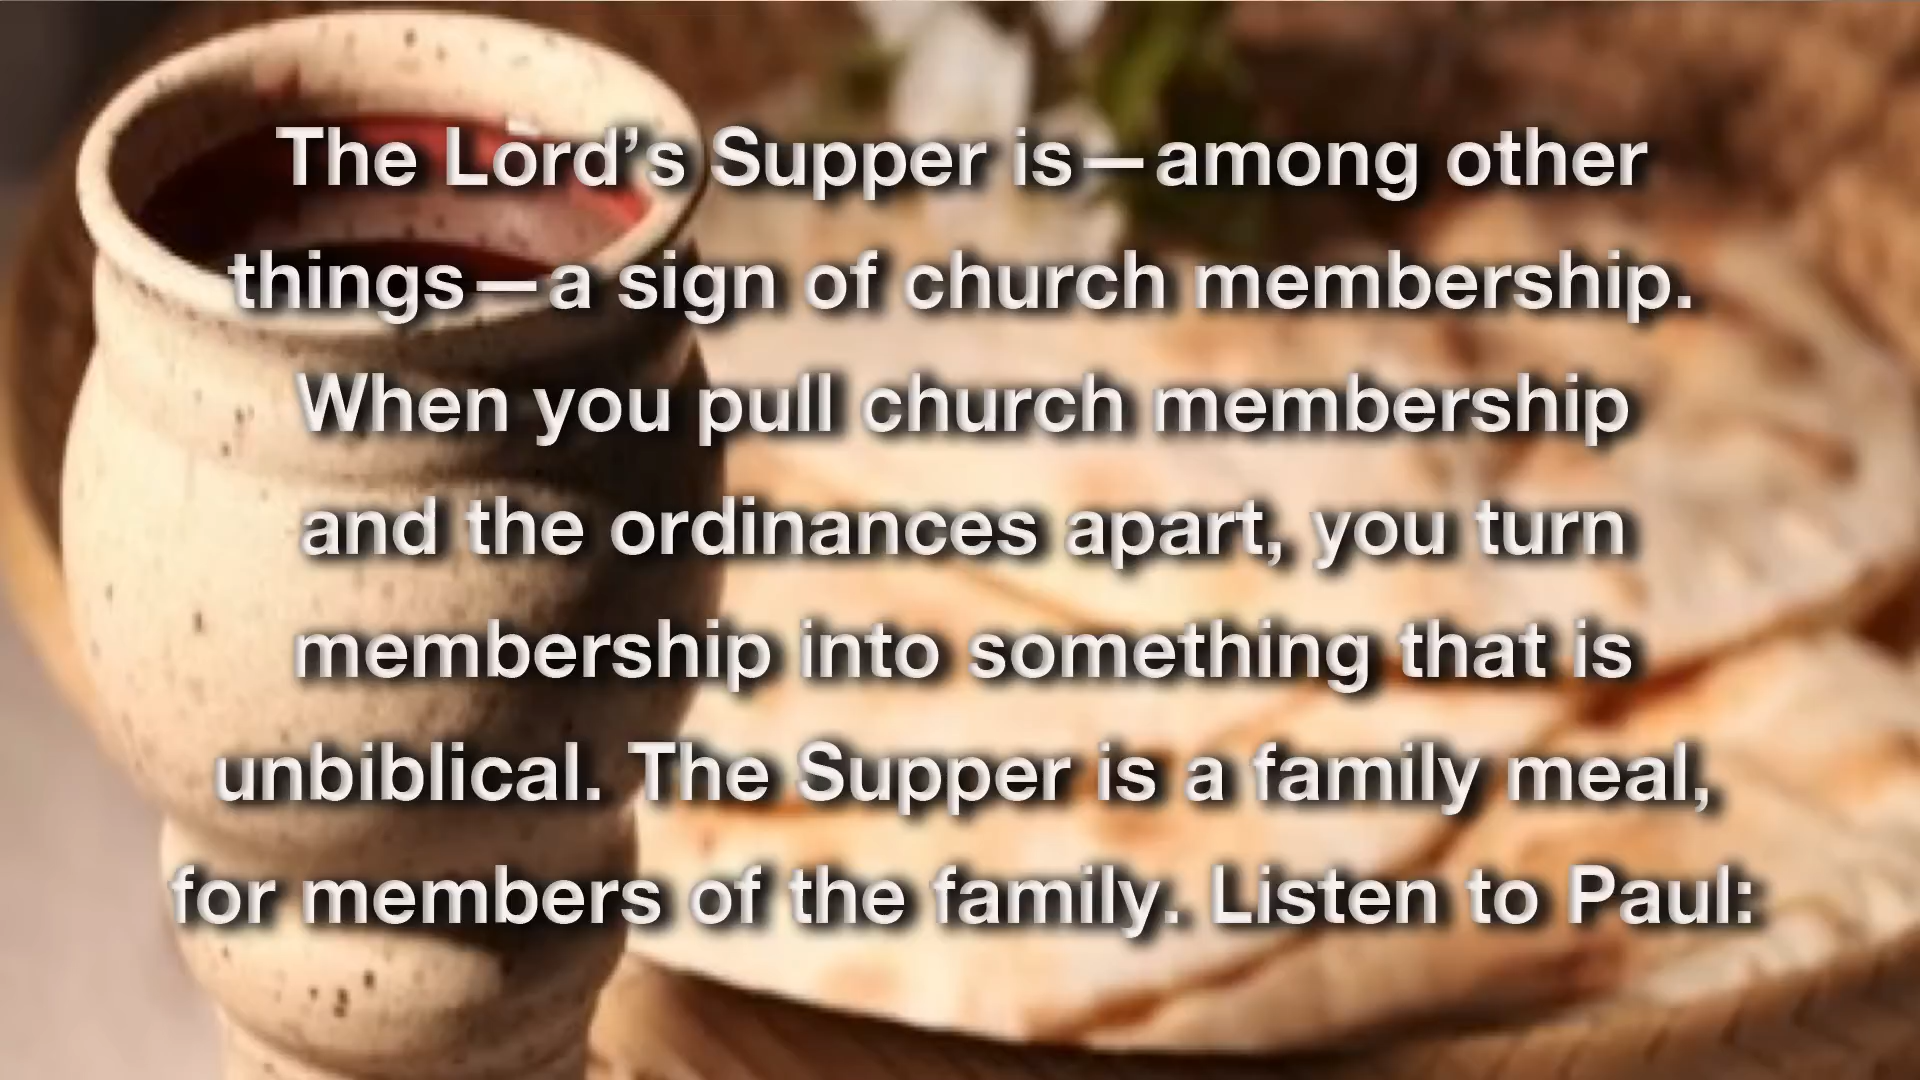 The Lord’s Supper is—among other
things—a sign of church membership.
When you pull church membership
and the ordinances apart, you turn
membership into something that is
unbiblical. The Supper is a family meal,
for members of the family. Listen to Paul: